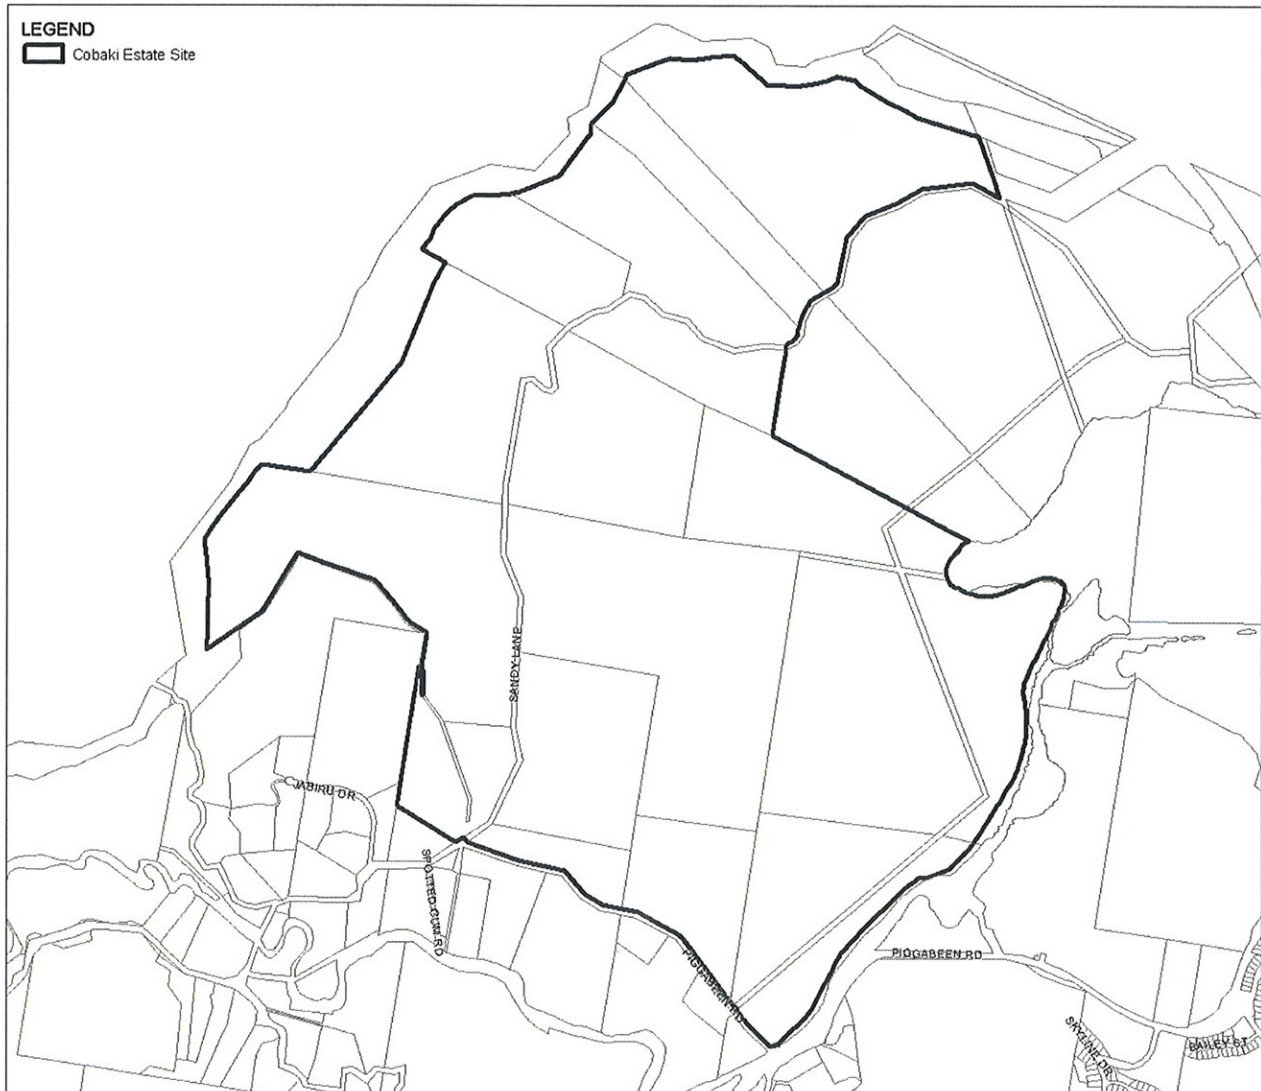 LEGEND
Cobaki Estate Site
SANDY LANE
JABIRU DR
SPOTTED GUM RD
PIGGABEEN RD
PIGGABEEN RD
SKYLINE DR
BAILEY ST